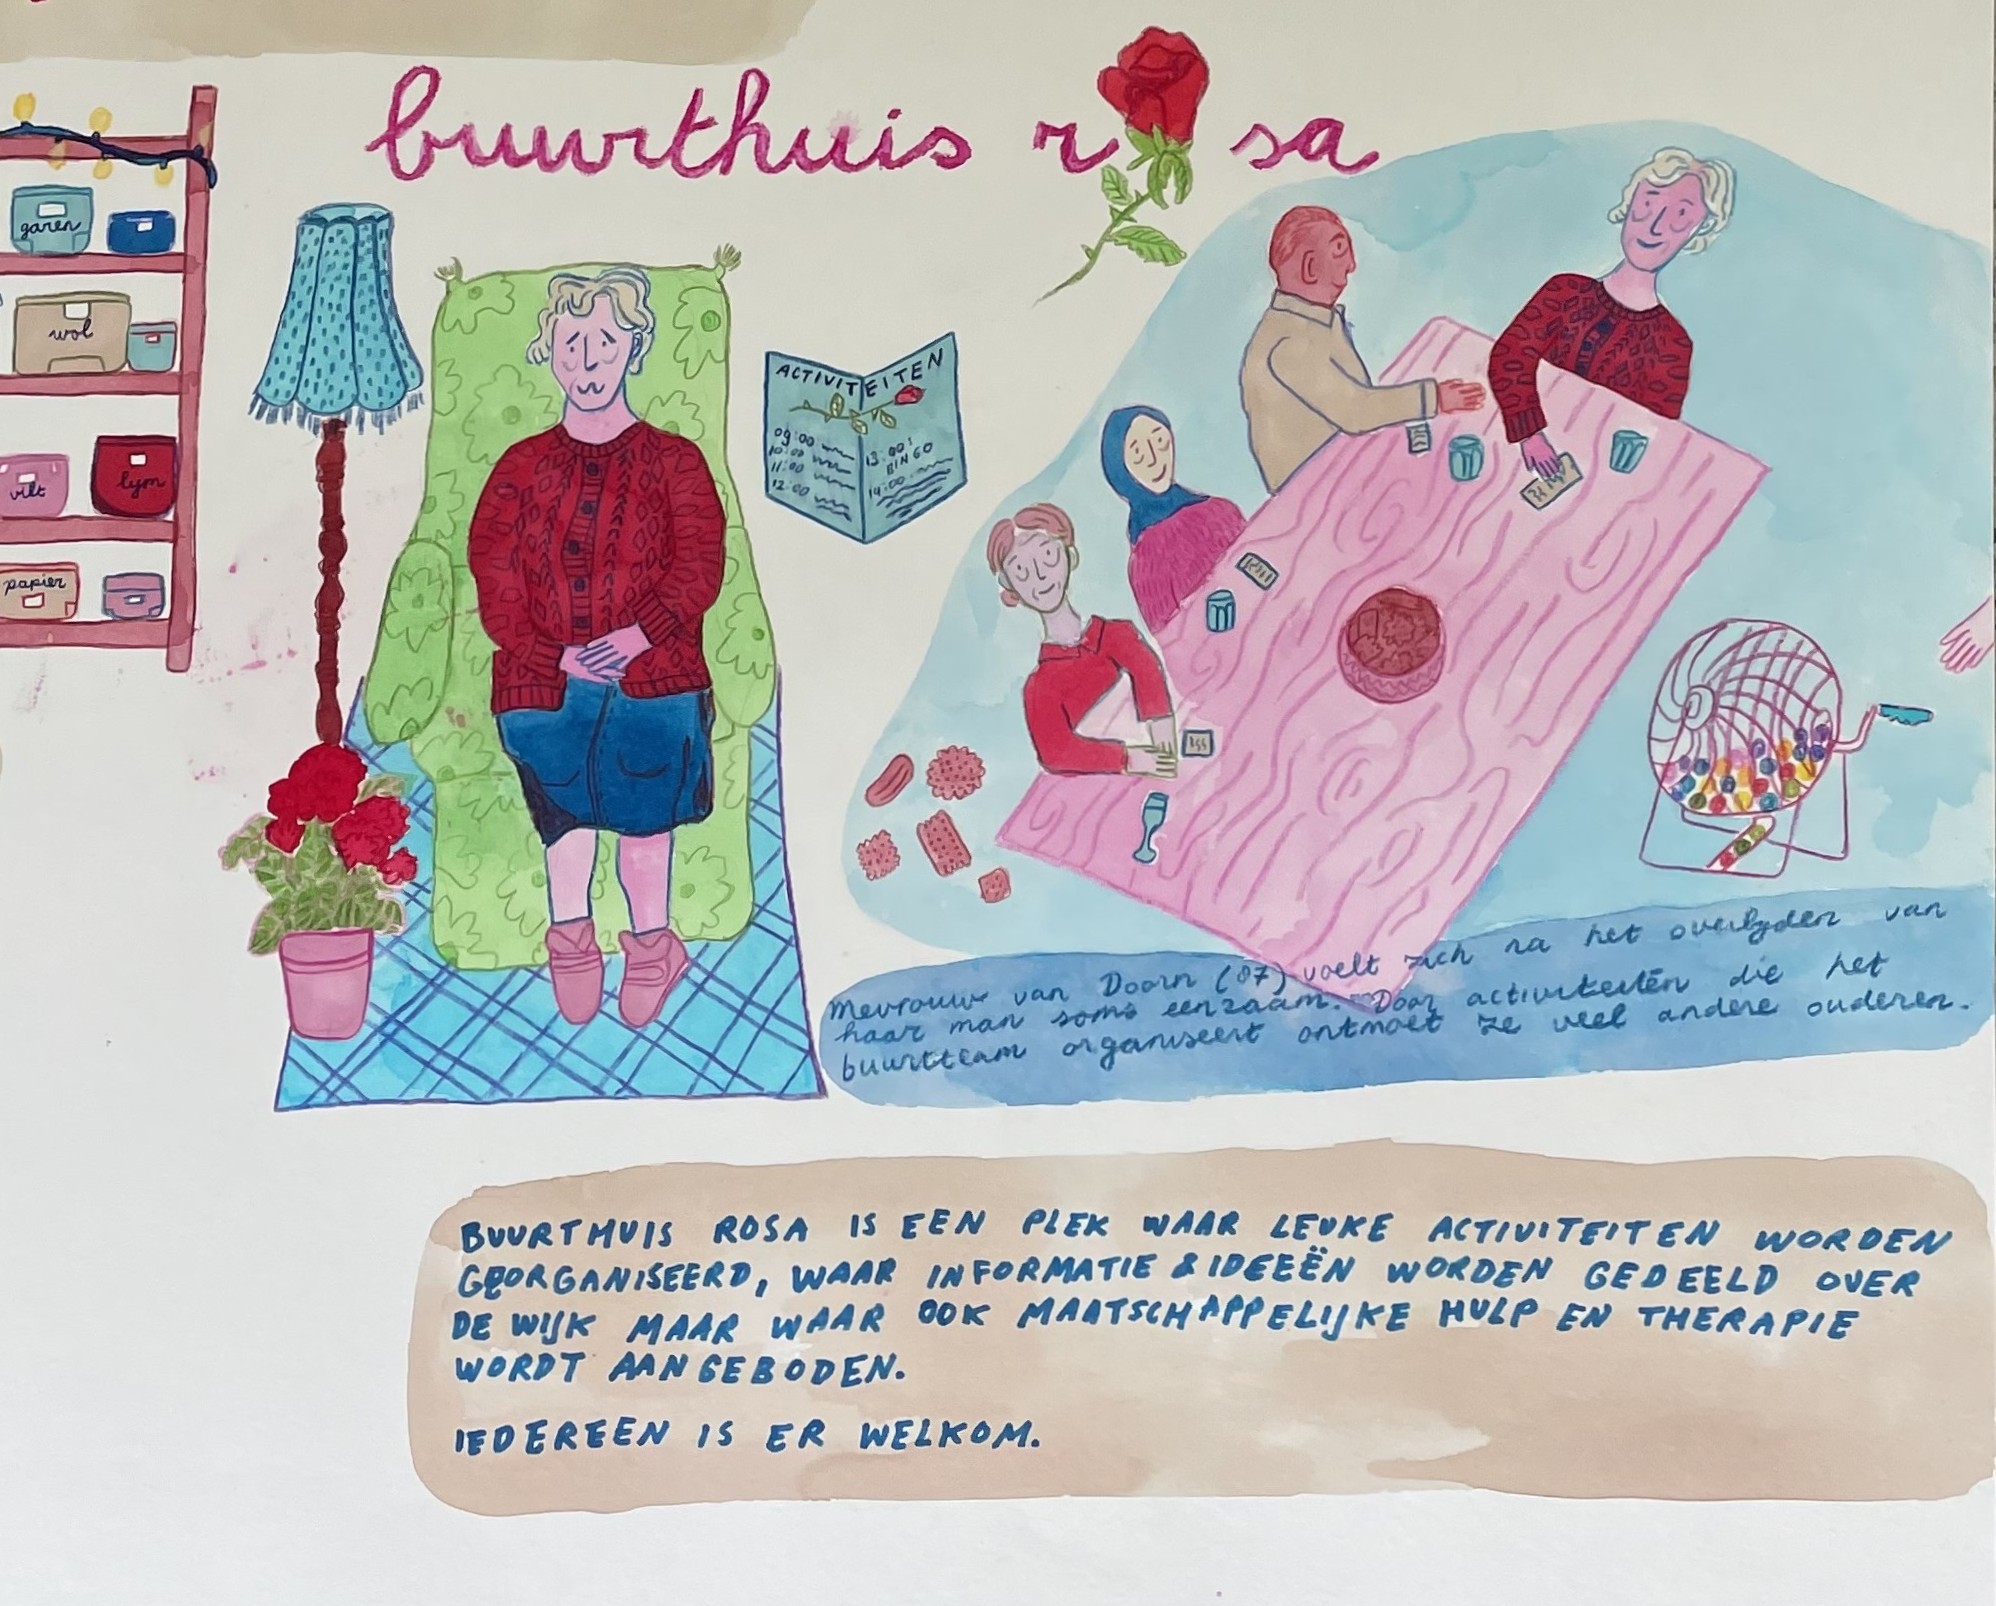 buurthuis rosa
garen
wol
vilt
lym
papier
ACTIVITEITEN
09:00
10:00
11:00
12:00
13:00:
BINGO
14:00
mevrouw van Doorn (87) voelt zich na het overlyden van
haar man soms eenzaam. Door activiteiten die het
buurtteam organiseert ontmoet ze veel andere ouderen.
BUURTHUIS ROSA IS EEN PLEK WAAR LEUKE ACTIVITEITEN WORDEN
GEORGANISEERD, WAAR INFORMATIE & IDEEËN WORDEN GEDEELD OVER
DE WIJK MAAR WAAR OOK MAATSCHAPPELIJKE HULP EN THERAPIE
WORDT AANGEBODEN.
IEDEREEN IS ER WELKOM.